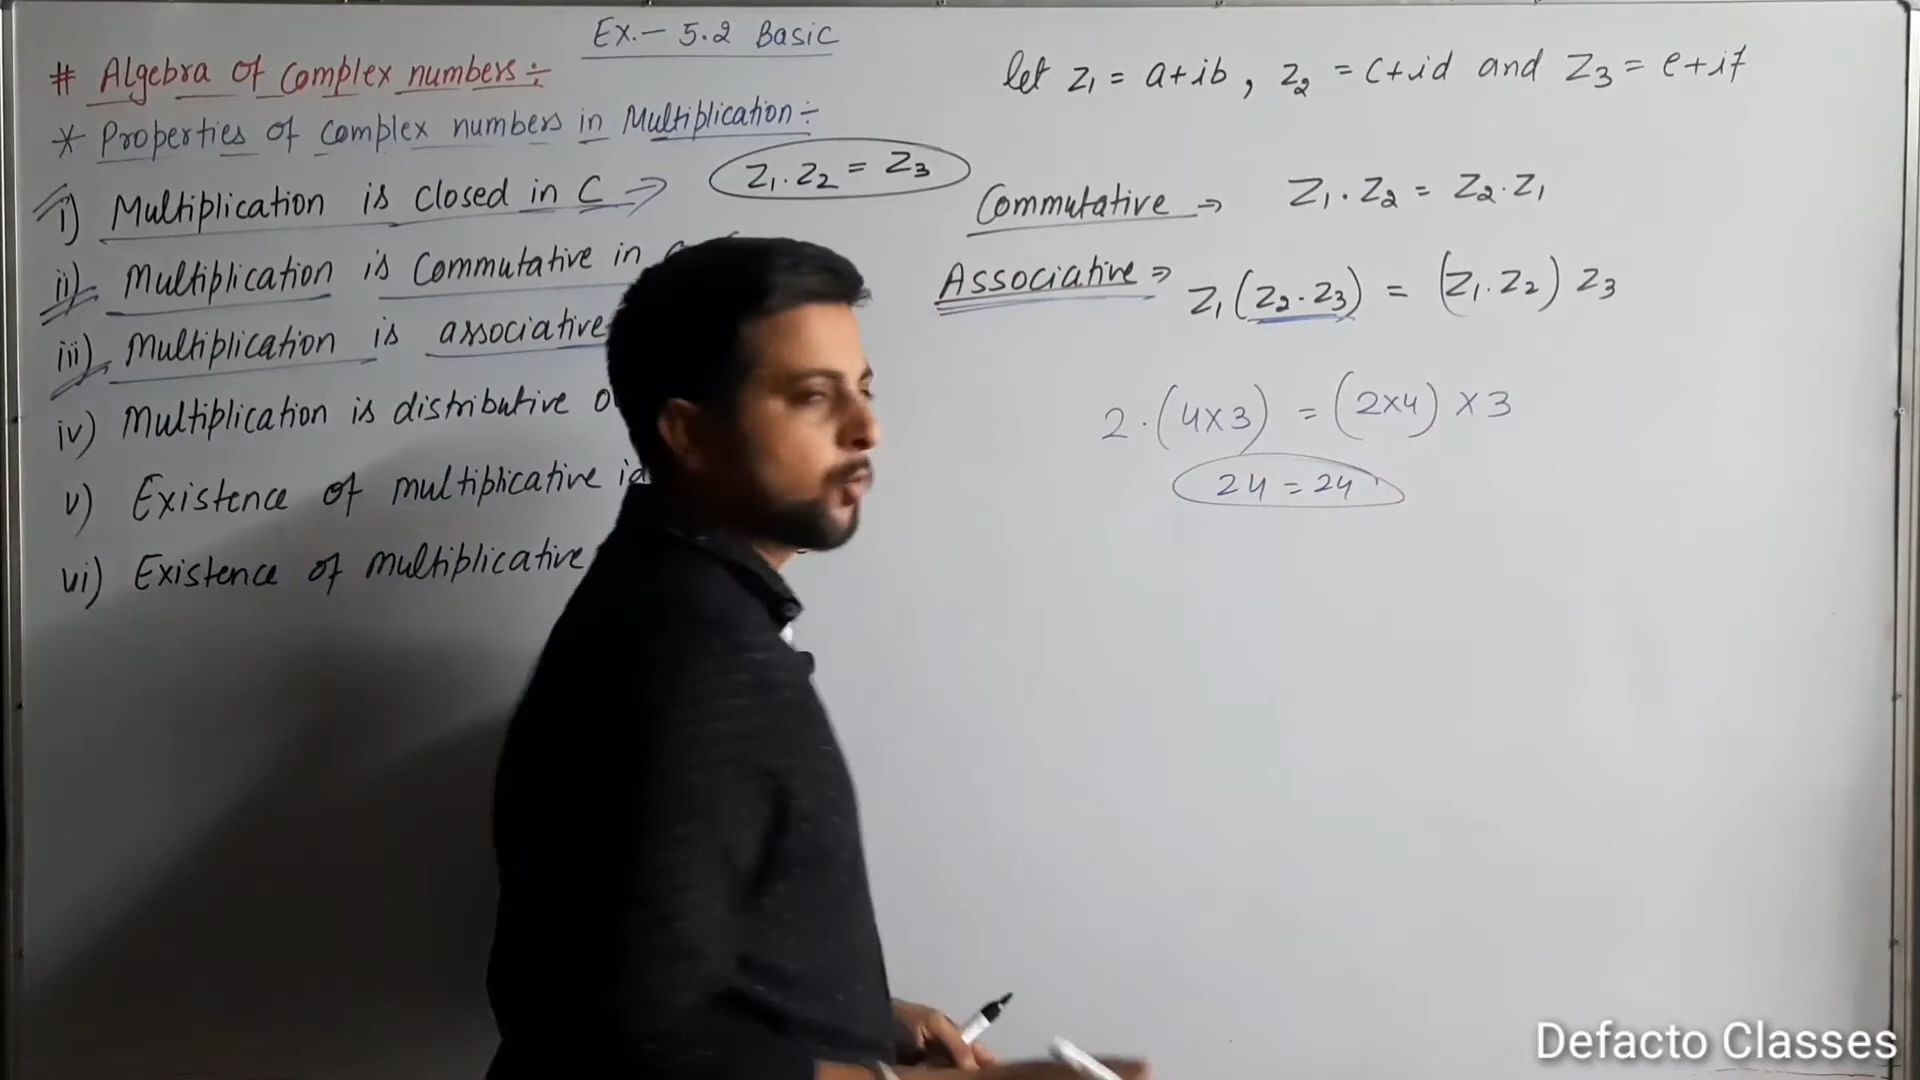 Ex.- 5.2 Basic
# Algebra of Complex numbers ÷
* Properties of complex numbers in Multiplication ÷
i) Multiplication is closed in C ⇒ Z₁.Z₂ = Z₃
ii) Multiplication is Commutative in
iii) Multiplication is associative
iv) Multiplication is distributive
v) Existence of multiplicative
vi) Existence of multiplicative
let Z₁ = a+ib, Z₂ = c+id and Z₃ = e+if
Commutative ⇒ Z₁.Z₂ = Z₂.Z₁
Associative ⇒ Z₁(Z₂.Z₃) = (Z₁.Z₂) Z₃
2.(4×3) = (2×4) ×3
24 = 24
Defacto Classes